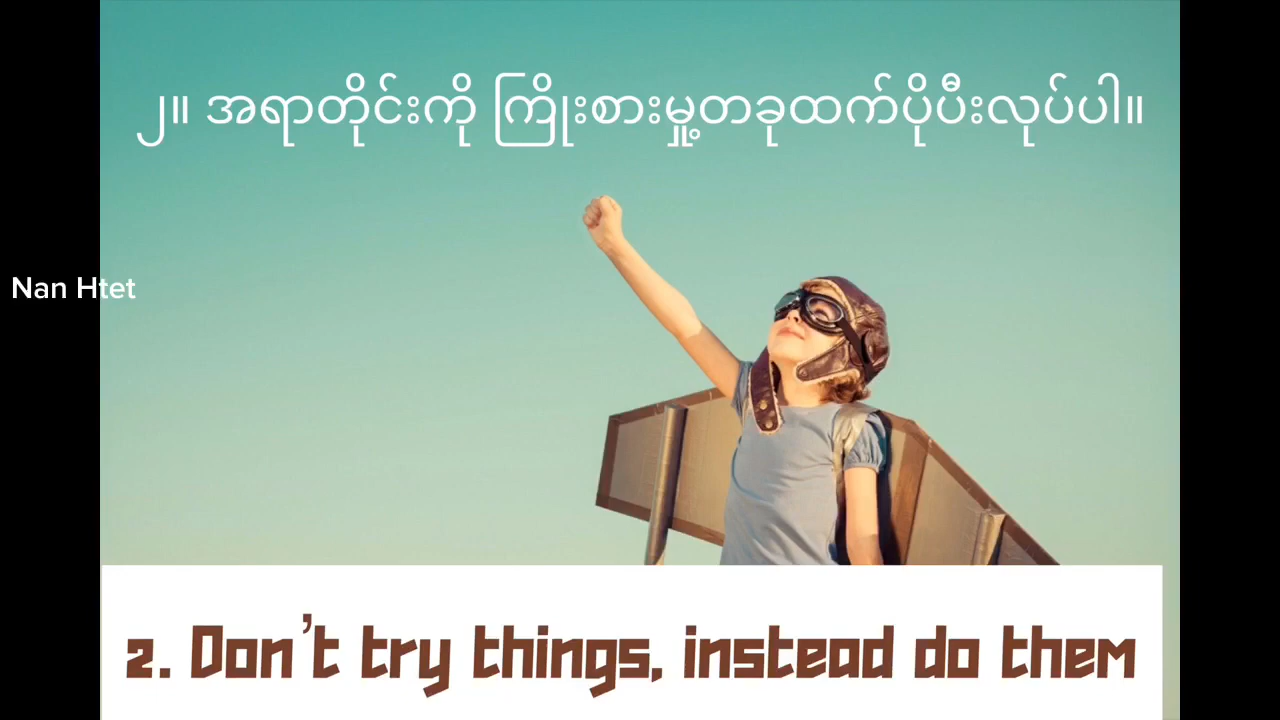 ၂။ အရာတိုင်းကို ကြိုးစားမှု့တခုထက်ပိုပီးလုပ်ပါ။
Nan Htet
2. Don't try things, instead do them